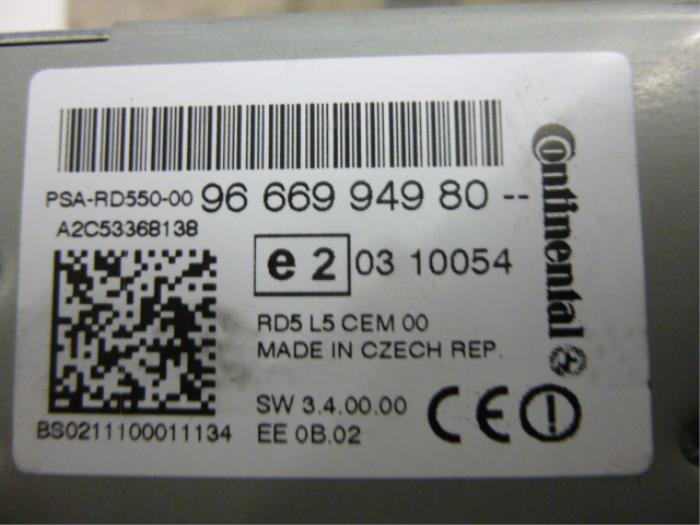 PSA-RD550-00 96 669 949 80 --
A2C53368138
e 2 03 10054
RD5 L5 CEM 00
MADE IN CZECH REP.
SW 3.4.00.00
EE 0B.02
BS0211100011134
CE
Continental